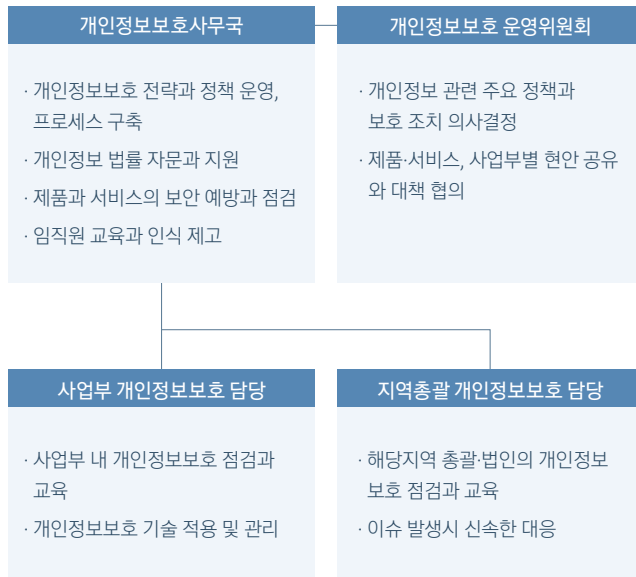 개인정보보호사무국
· 개인정보보호 전략과 정책 운영,
프로세스 구축
· 개인정보 법률 자문과 지원
· 제품과 서비스의 보안 예방과 점검
· 임직원 교육과 인식 제고
개인정보보호 운영위원회
· 개인정보 관련 주요 정책과
보호 조치 의사결정
· 제품·서비스, 사업부별 현안 공유
와 대책 협의
사업부 개인정보보호 담당
· 사업부 내 개인정보보호 점검과
교육
· 개인정보보호 기술 적용 및 관리
지역총괄 개인정보보호 담당
· 해당지역 총괄·법인의 개인정보
보호 점검과 교육
· 이슈 발생시 신속한 대응